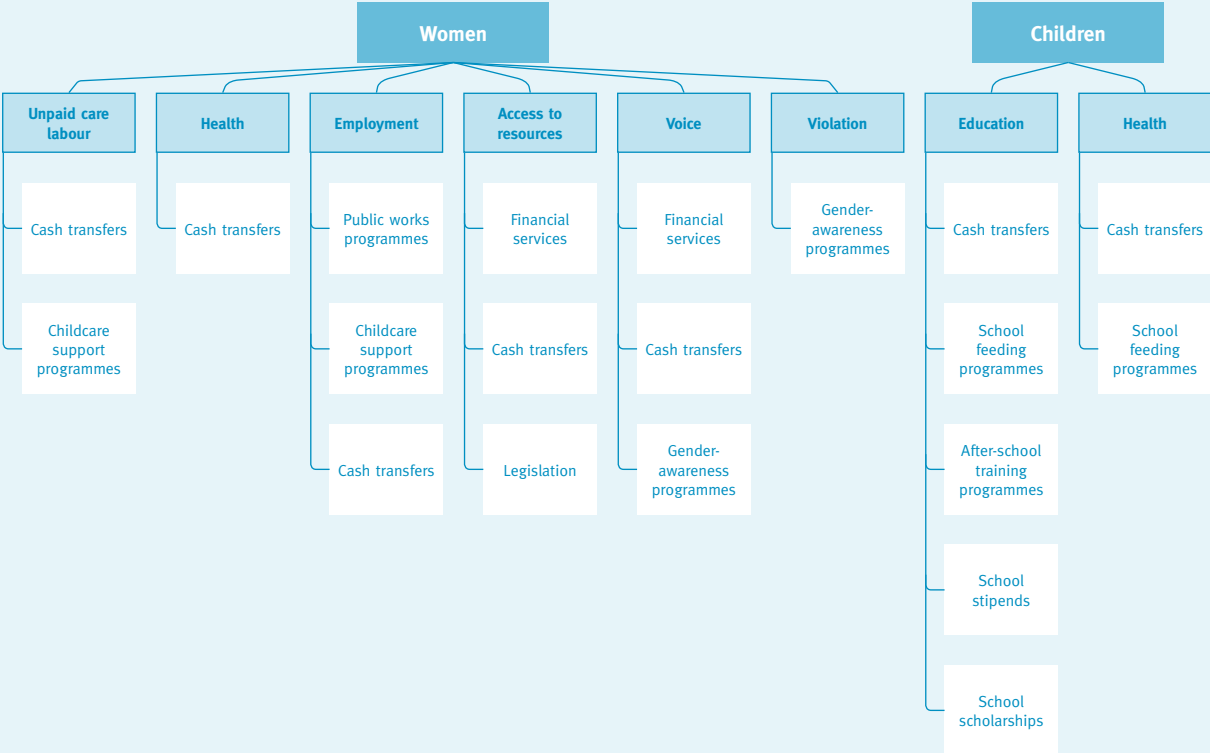 Women
Children
Unpaid care
labour
Health
Employment
Access to
resources
Voice
Violation
Education
Health
Cash transfers
Cash transfers
Public works
programmes
Financial
services
Financial
services
Gender-
awareness
programmes
Cash transfers
Cash transfers
Childcare
support
programmes
Childcare
support
programmes
Cash transfers
Cash transfers
School
feeding
programmes
School
feeding
programmes
Cash transfers
Legislation
Gender-
awareness
programmes
After-school
training
programmes
School
stipends
School
scholarships